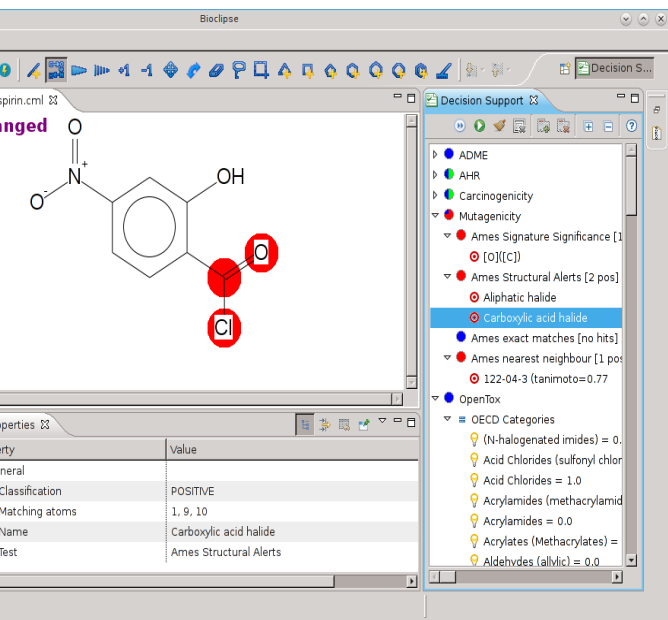 Bioclipse
Decision S...
spirin.cml
anged
O
N
+
O
-
OH
O
Cl
Decision Support
ADME
AHR
Carcinogenicity
Mutagenicity
Ames Signature Significance [1
[O]([C])
Ames Structural Alerts [2 pos]
Aliphatic halide
Carboxylic acid halide
Ames exact matches [no hits]
Ames nearest neighbour [1 pos
122-04-3 (tanimoto=0.77
OpenTox
OECD Categories
(N-halogenated imides) = 0.
Acid Chlorides (sulfonyl chlor
Acid Chlorides = 1.0
Acrylamides (methacrylamid
Acrylamides = 0.0
Acrylates (Methacrylates) =
Aldehydes (allylic) = 0.0
operties
erty Value
neral
Classification POSITIVE
Matching atoms 1, 9, 10
Name Carboxylic acid halide
Test Ames Structural Alerts